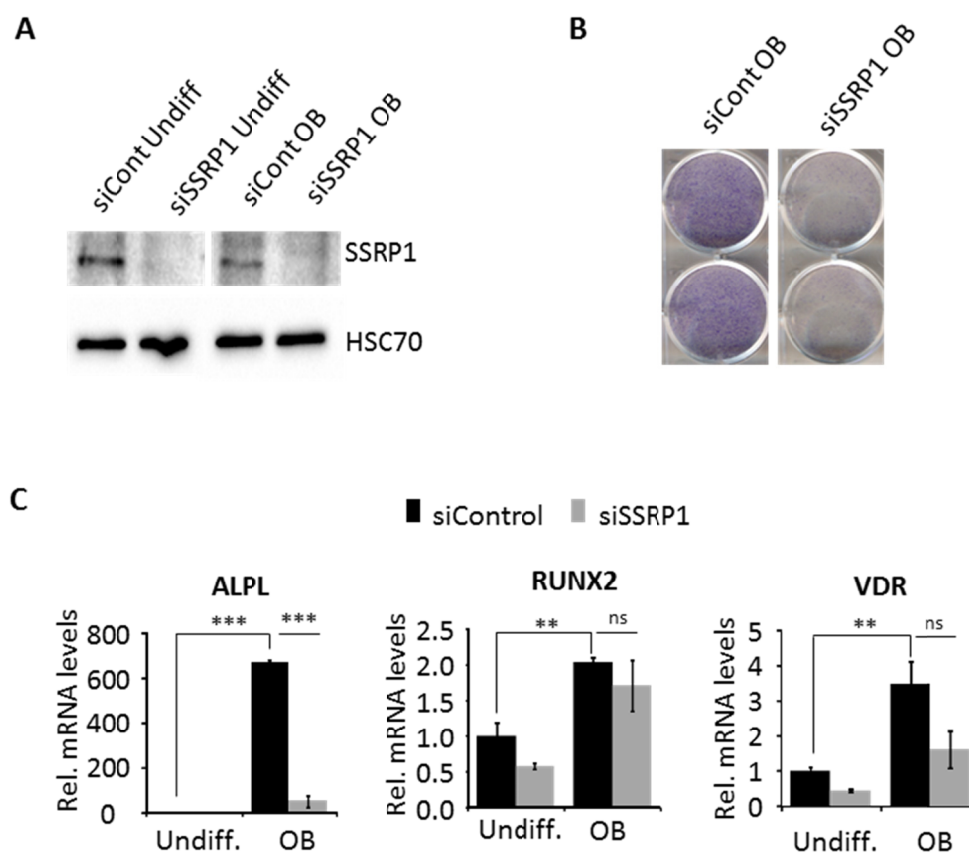 A
B
siCont Undiff
siSSRP1 Undiff
siCont OB
siSSRP1 OB
siCont OB
siSSRP1 OB
SSRP1
HSC70
C
siControl siSSRP1
ALPL
Rel. mRNA levels
800
600
400
200
0
*** ***
Undiff. OB
RUNX2
Rel. mRNA levels
2.5
2.0
1.5
1.0
0.5
0.0
** ns
Undiff. OB
VDR
Rel. mRNA levels
5
4
3
2
1
0
** ns
Undiff. OB